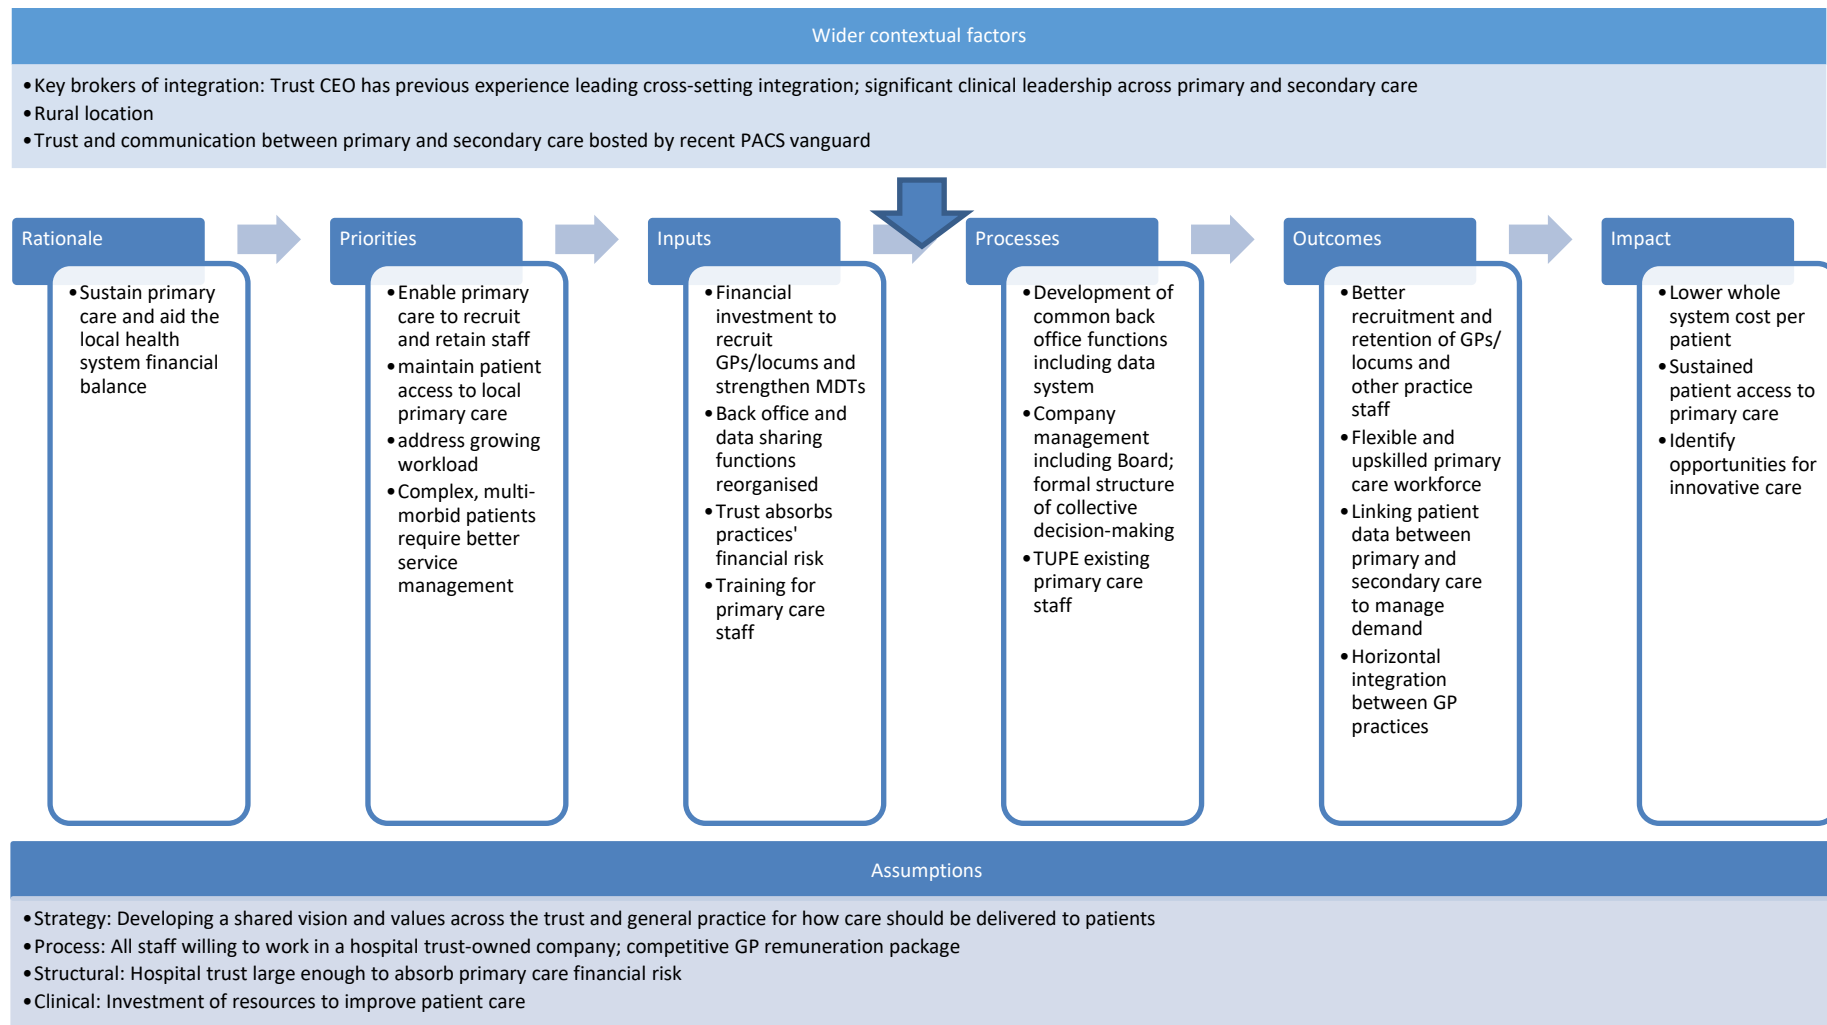 Wider contextual factors
•Key brokers of integration: Trust CEO has previous experience leading cross-setting integration; significant clinical leadership across primary and secondary care
•Rural location
•Trust and communication between primary and secondary care bosted by recent PACS vanguard
Rationale
•Sustain primary
care and aid the
local health
system financial
balance
Priorities
•Enable primary
care to recruit
and retain staff
•maintain patient
access to local
primary care
•address growing
workload
•Complex, multi-
morbid patients
require better
service
management
Inputs
•Financial
investment to
recruit
GPs/locums and
strengthen MDTs
•Back office and
data sharing
functions
reorganised
•Trust absorbs
practices'
financial risk
•Training for
primary care
staff
Processes
•Development of
common back
office functions
including data
system
•Company
management
including Board;
formal structure
of collective
decision-making
•TUPE existing
primary care
staff
Outcomes
•Better
recruitment and
retention of GPs/
locums and
other practice
staff
•Flexible and
upskilled primary
care workforce
•Linking patient
data between
primary and
secondary care
to manage
demand
•Horizontal
integration
between GP
practices
Impact
•Lower whole
system cost per
patient
•Sustained
patient access to
primary care
•Identify
opportunities for
innovative care
Assumptions
•Strategy: Developing a shared vision and values across the trust and general practice for how care should be delivered to patients
•Process: All staff willing to work in a hospital trust-owned company; competitive GP remuneration package
•Structural: Hospital trust large enough to absorb primary care financial risk
•Clinical: Investment of resources to improve patient care